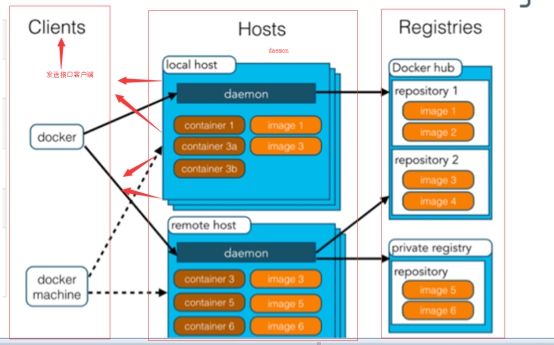 Clients
发送接口客户端
docker
docker
machine
Hosts
daemon
local host
daemon
container 1
image 1
container 3a
image 3
container 3b
remote host
daemon
container 3
image 3
container 5
image 5
container 6
image 6
Registries
Docker hub
repository 1
image 1
image 2
repository 2
image 3
image 4
private registry
repository
image 5
image 6